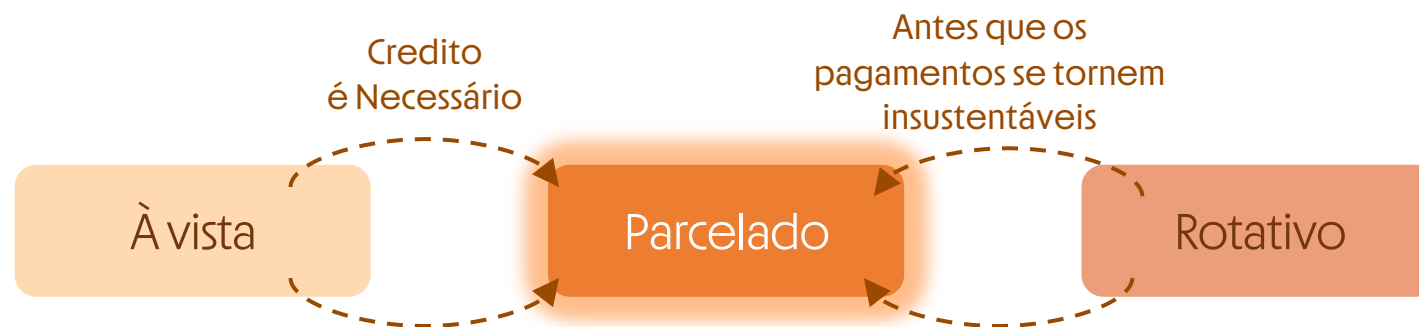 Credito
é Necessário
Antes que os
pagamentos se tornem
insustentáveis
À vista
Parcelado
Rotativo